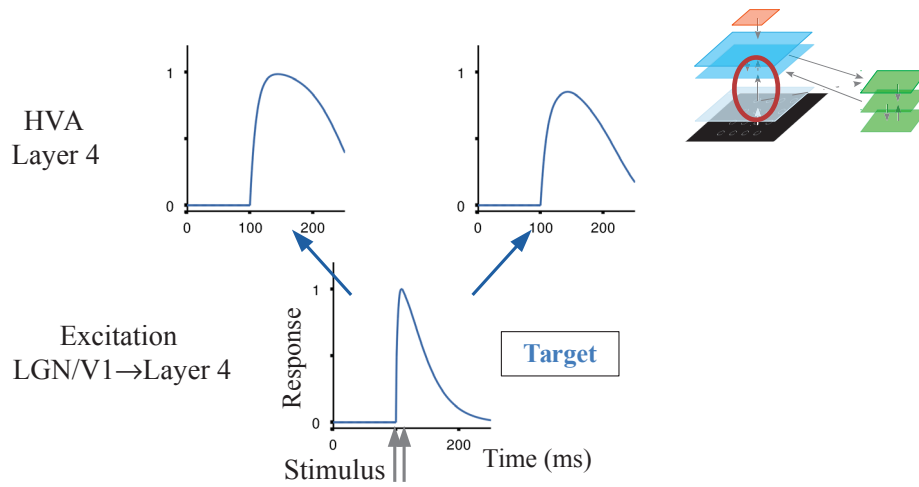 1
0
0
100
200
1
0
0
100
200
HVA
Layer 4
Excitation
LGN/V1→Layer 4
Response
1
0
0
200
Target
Stimulus
Time (ms)